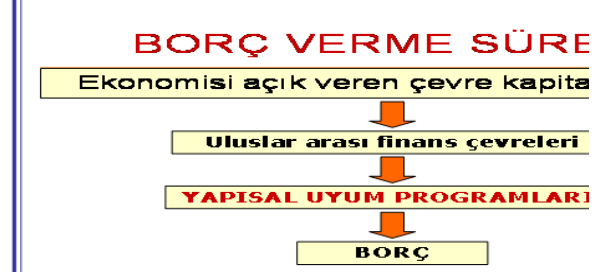 BORÇ VERME SÜRE
Ekonomisi açık veren çevre kapita
Uluslar arası finans çevreleri
YAPISAL UYUM PROGRAMLARI
BORÇ